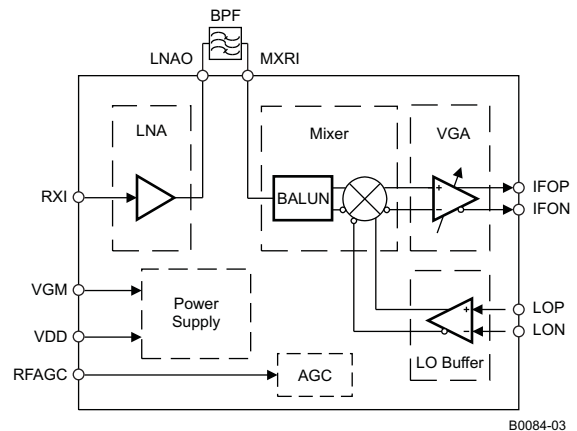 BPF
LNAO
MXRI
LNA
Mixer
VGA
RXI
BALUN
+
−
IFOP
IFON
VGM
Power
Supply
VDD
+
−
LOP
LON
LO Buffer
RFAGC
AGC
B0084-03